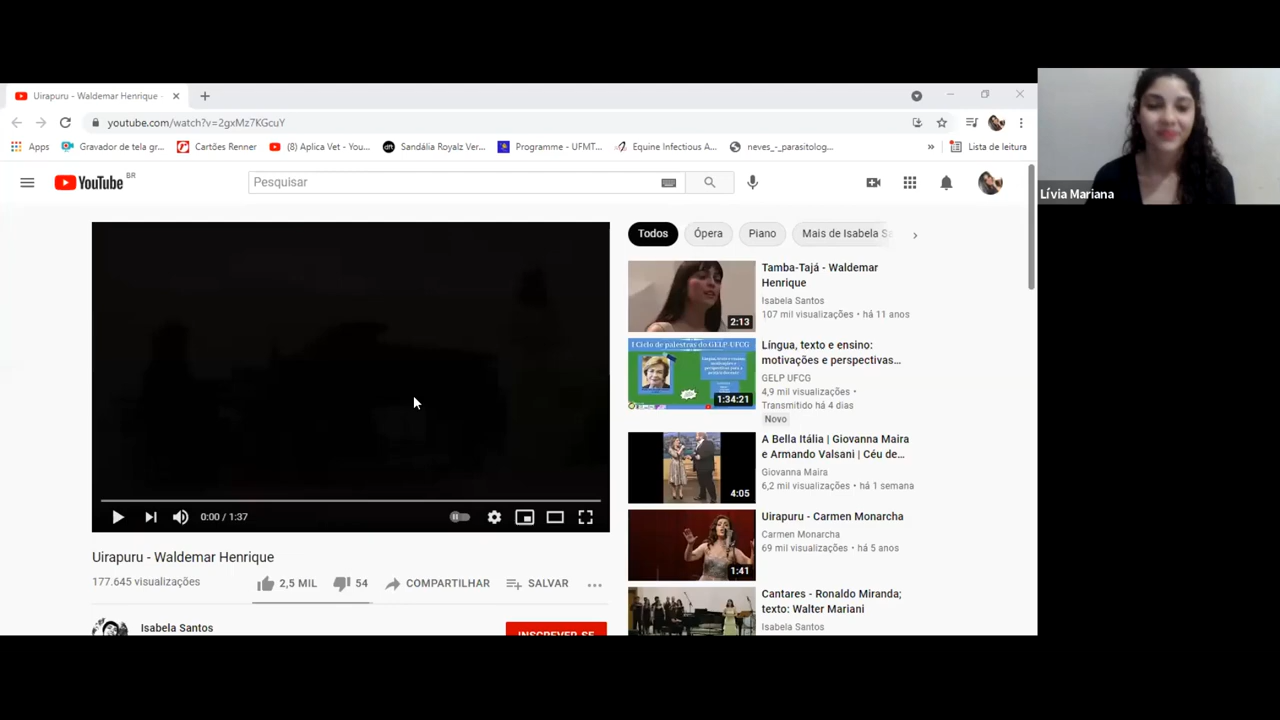 Uirapuru - Waldemar Henrique -
youtube.com/watch?v=2gxMz7KGcuY
Apps
Gravador de tela gr...
Cartões Renner
(8) Aplica Vet - You...
Sandália Royalz Ver...
Programme - UFMT...
Equine Infectious A...
neves_-_parasitolog...
»
Lista de leitura
YouTube BR
Pesquisar
Lívia Mariana
Todos
Ópera
Piano
Mais de Isabela Sa
2:13
Tamba-Tajá - Waldemar
Henrique
Isabela Santos
107 mil visualizações • há 11 anos
I Ciclo de palestras do GELP UFCG
1:34:21
Língua, texto e ensino:
motivações e perspectivas...
GELP UFCG
4,9 mil visualizações •
Transmitido há 4 dias
Novo
4:05
A Bella Itália | Giovanna Maira
e Armando Valsani | Céu de...
Giovanna Maira
6,2 mil visualizações • há 1 semana
1:41
Uirapuru - Carmen Monarcha
Carmen Monarcha
69 mil visualizações • há 5 anos
Cantares - Ronaldo Miranda;
texto: Walter Mariani
Isabela Santos
0:00 / 1:37
Uirapuru - Waldemar Henrique
177.645 visualizações
2,5 MIL
54
COMPARTILHAR
SALVAR
Isabela Santos
INSCREVER-SE